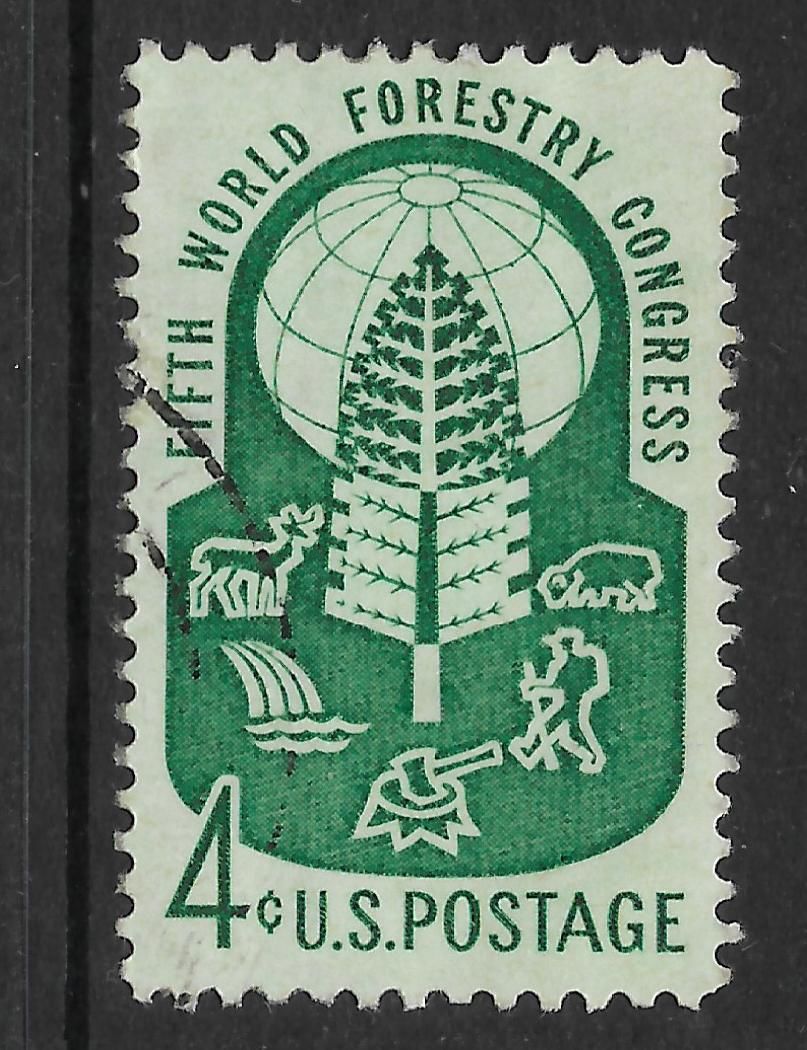 FIFTH WORLD FORESTRY CONGRESS
4¢ U.S.POSTAGE